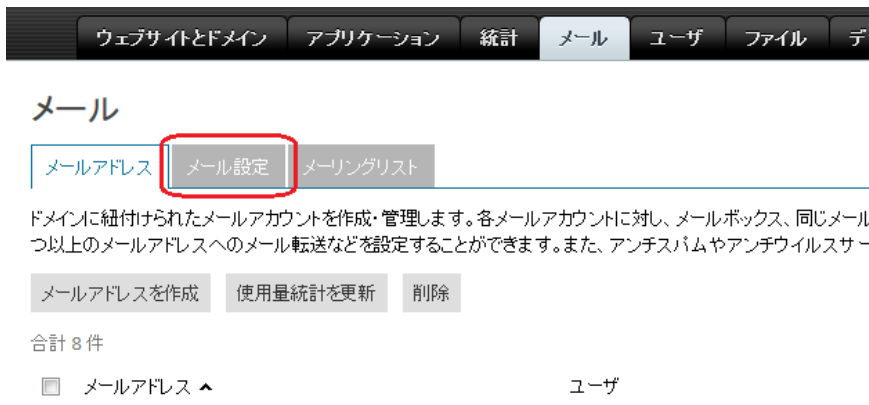 ウェブサイトとドメイン アプリケーション 統計 メール ユーザ ファイル デ
メール
メールアドレス メール設定 メーリングリスト
ドメインに紐付けられたメールアカウントを作成・管理します。各メールアカウントに対し、メールボックス、同じメール
つ以上のメールアドレスへのメール転送などを設定することができます。また、アンチスパムやアンチウイルスサー
メールアドレスを作成 使用量統計を更新 削除
合計 8 件
メールアドレス ユーザ